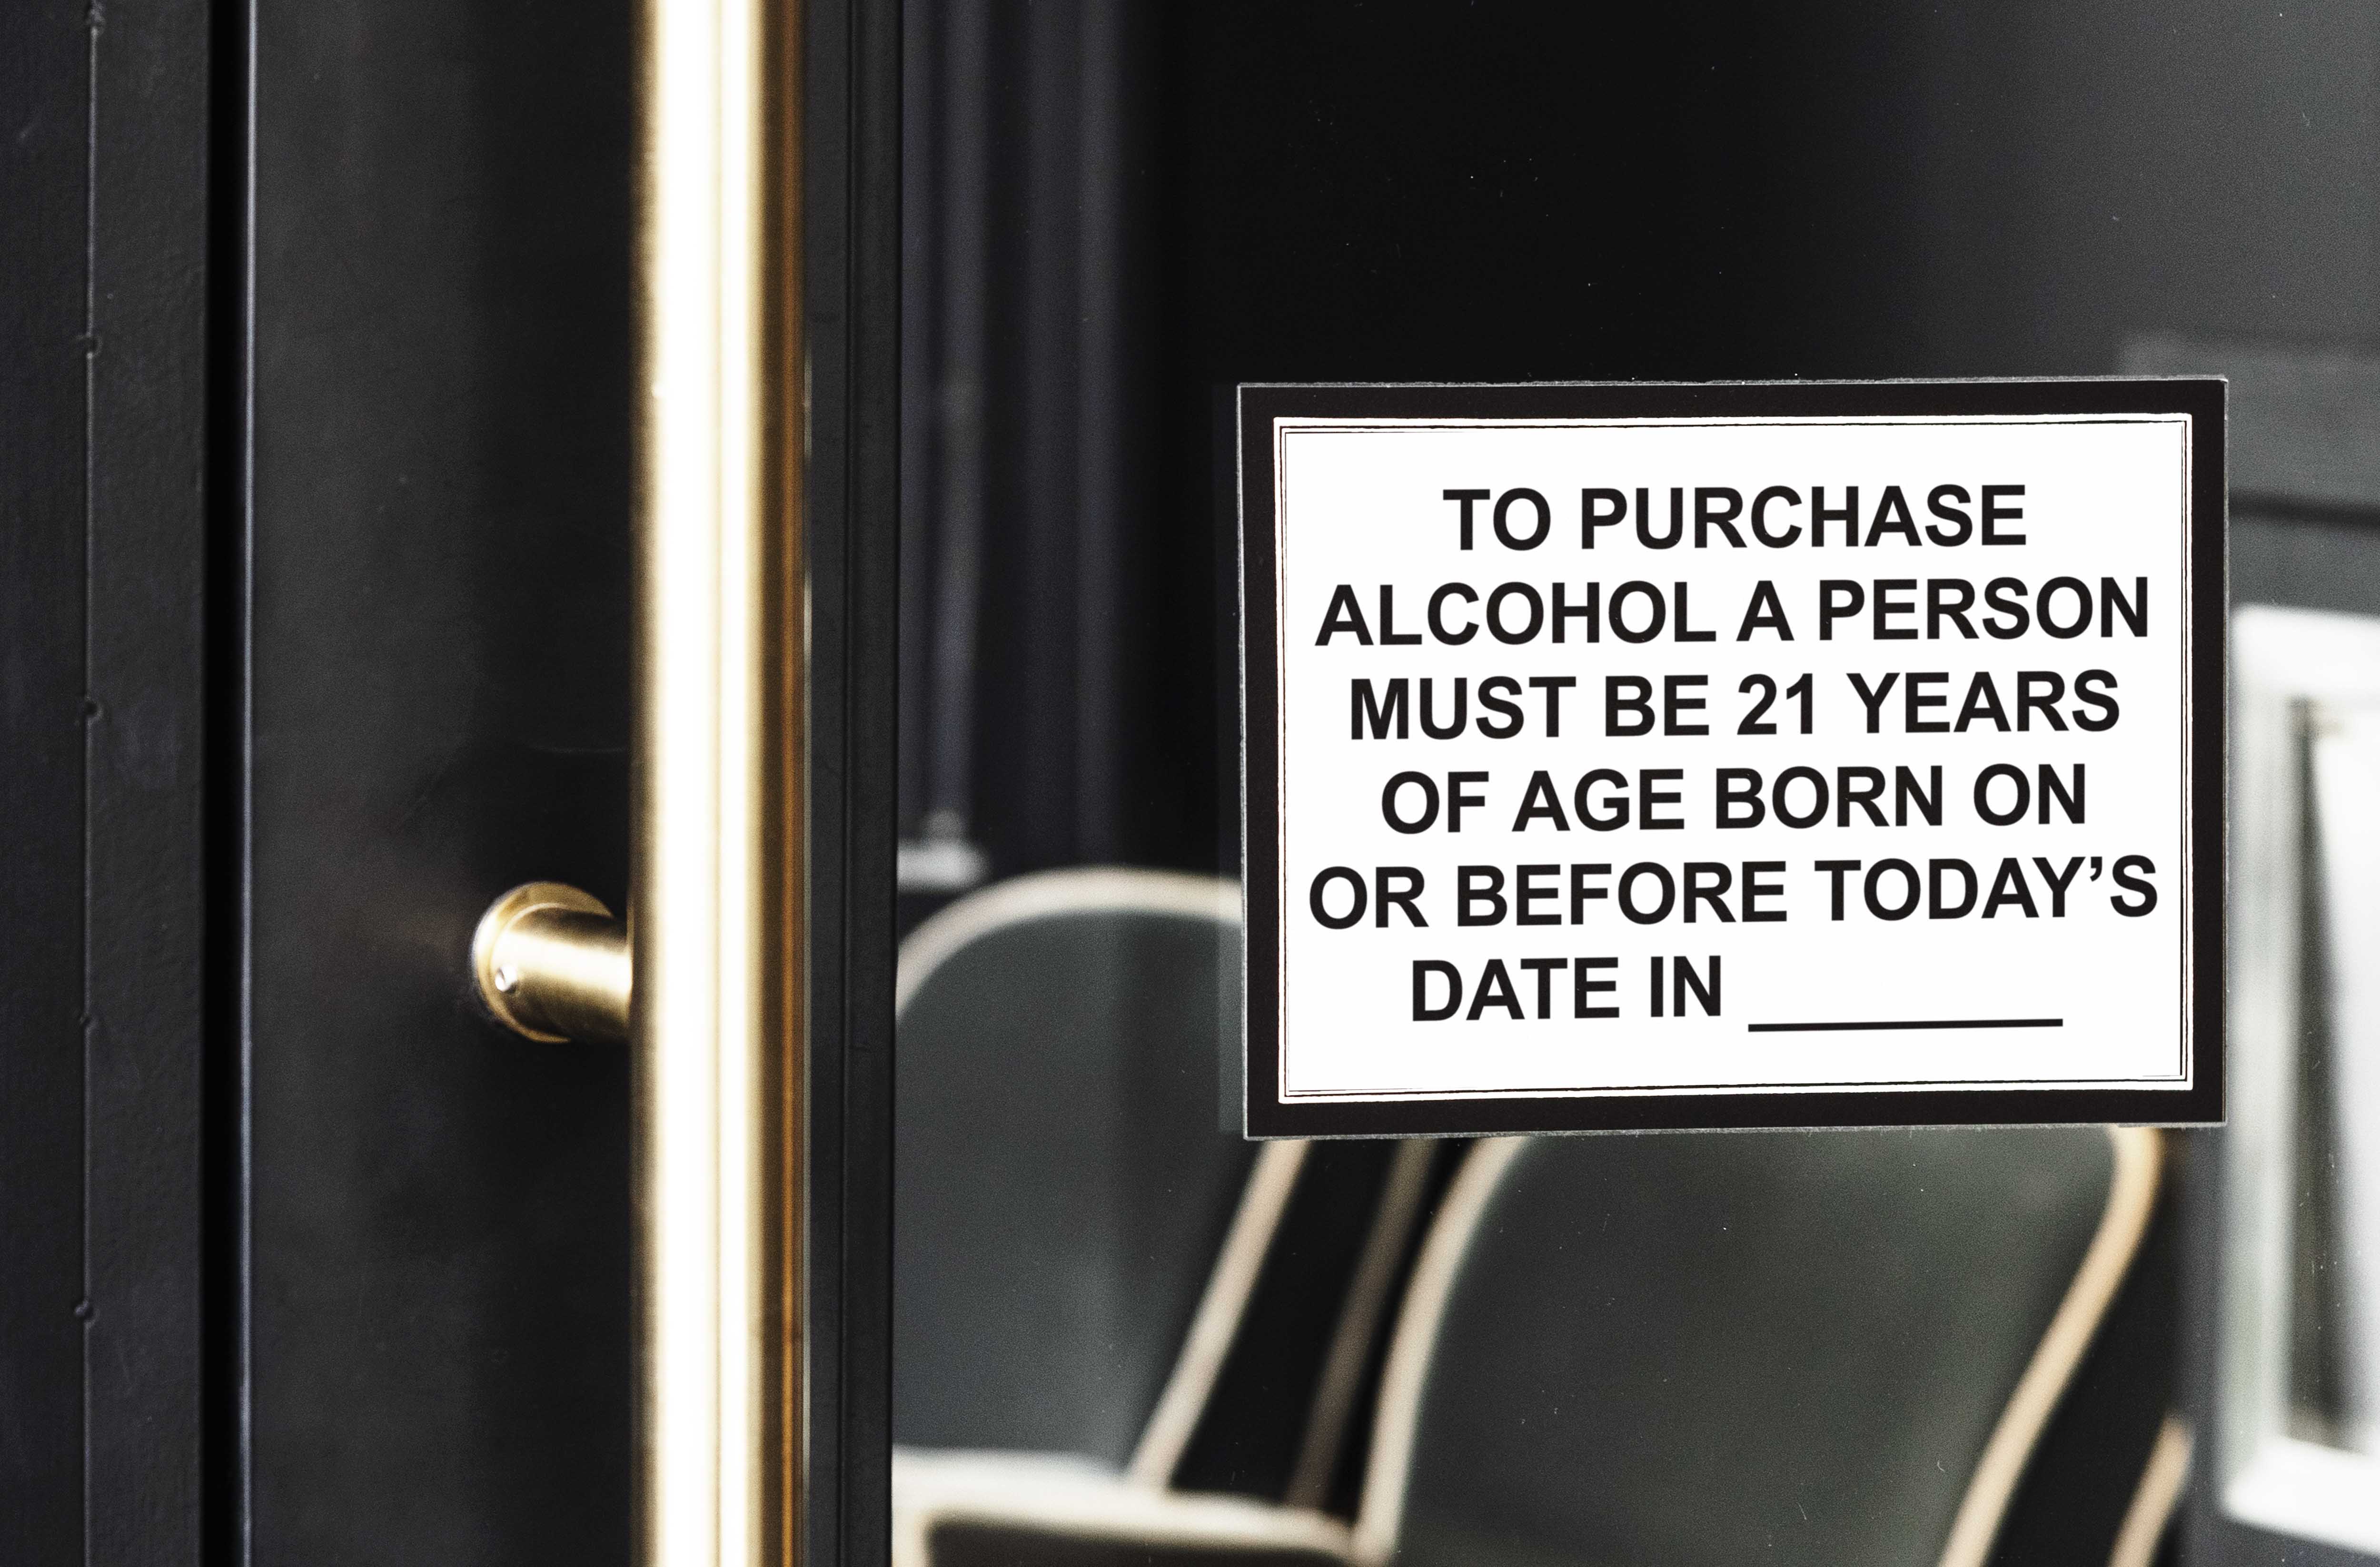 TO PURCHASE
ALCOHOL A PERSON
MUST BE 21 YEARS
OF AGE BORN ON
OR BEFORE TODAY’S
DATE IN ________